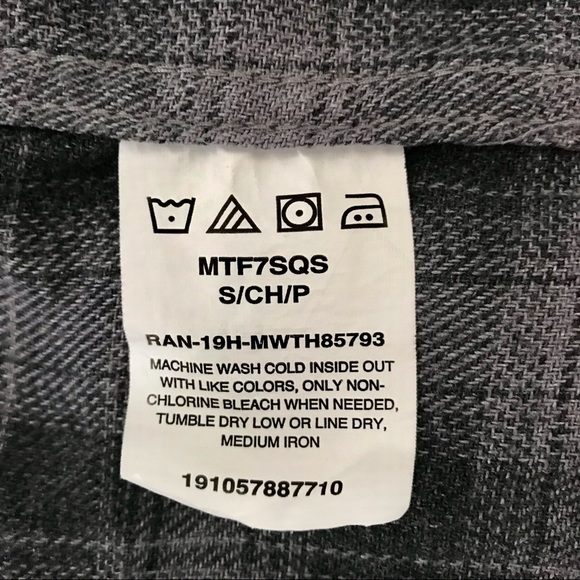 MTF7SQS
S/CH/P
RAN-19H-MWTH85793
MACHINE WASH COLD INSIDE OUT
WITH LIKE COLORS, ONLY NON-
CHLORINE BLEACH WHEN NEEDED,
TUMBLE DRY LOW OR LINE DRY,
MEDIUM IRON
191057887710